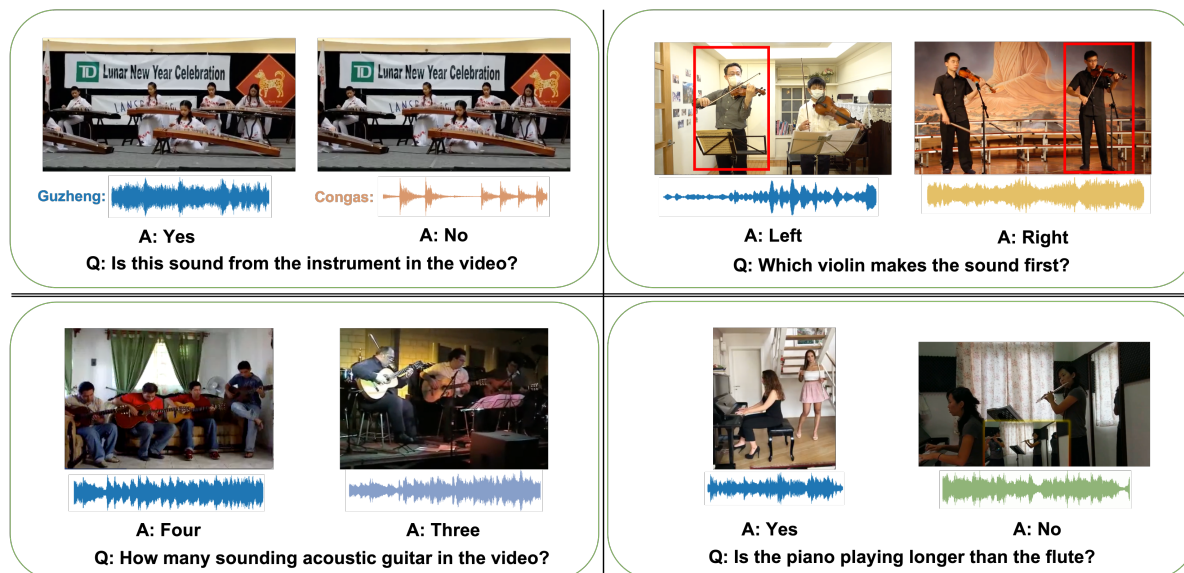 TD Lunar New Year Celebration
TD Lunar New Year Celebration
Guzheng:
Congas:
A: Yes
A: No
Q: Is this sound from the instrument in the video?
A: Left
A: Right
Q: Which violin makes the sound first?
A: Four
A: Three
Q: How many sounding acoustic guitar in the video?
A: Yes
A: No
Q: Is the piano playing longer than the flute?